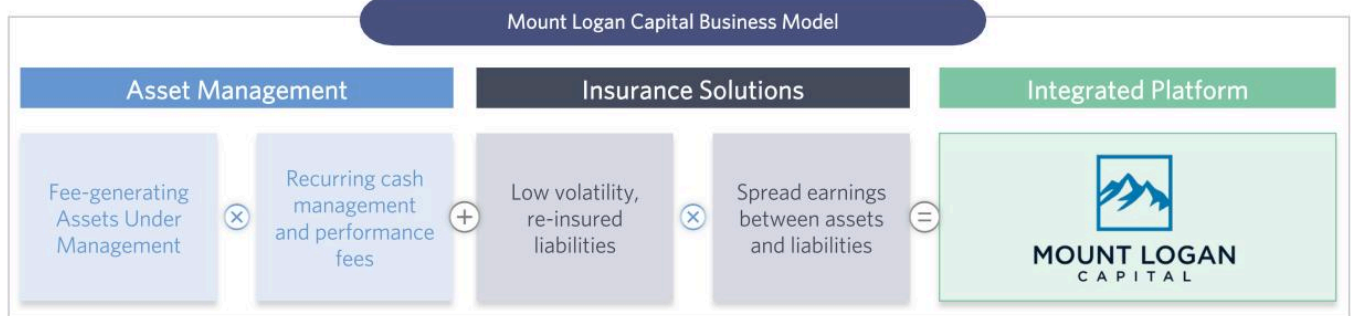 Mount Logan Capital Business Model
Asset Management
Insurance Solutions
Integrated Platform
Fee-generating
Assets Under
Management
×
Recurring cash
management
and performance
fees
+
Low volatility,
re-insured
liabilities
×
Spread earnings
between assets
and liabilities
=
MOUNT LOGAN
CAPITAL